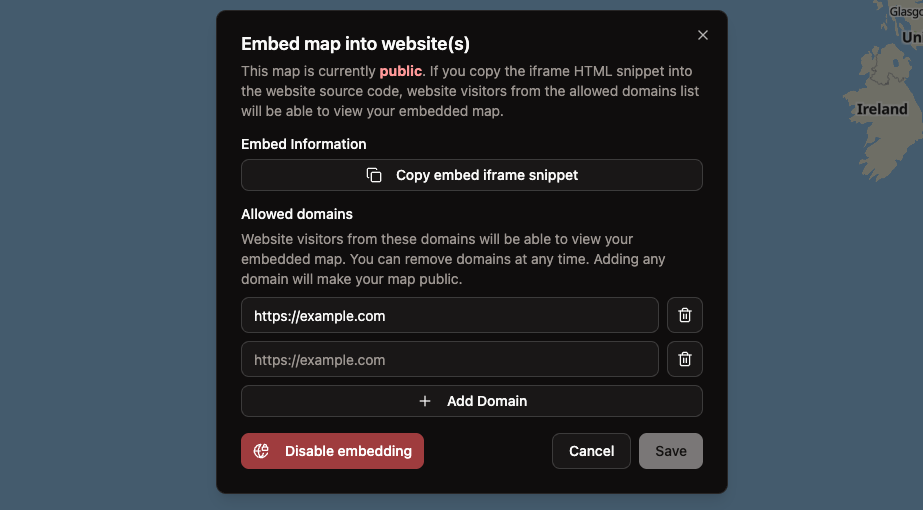 Glasgo
Un
Ireland
Embed map into website(s)
This map is currently public. If you copy the iframe HTML snippet into
the website source code, website visitors from the allowed domains list
will be able to view your embedded map.
Embed Information
Copy embed iframe snippet
Allowed domains
Website visitors from these domains will be able to view your
embedded map. You can remove domains at any time. Adding any
domain will make your map public.
https://example.com
https://example.com
Add Domain
Disable embedding
Cancel
Save